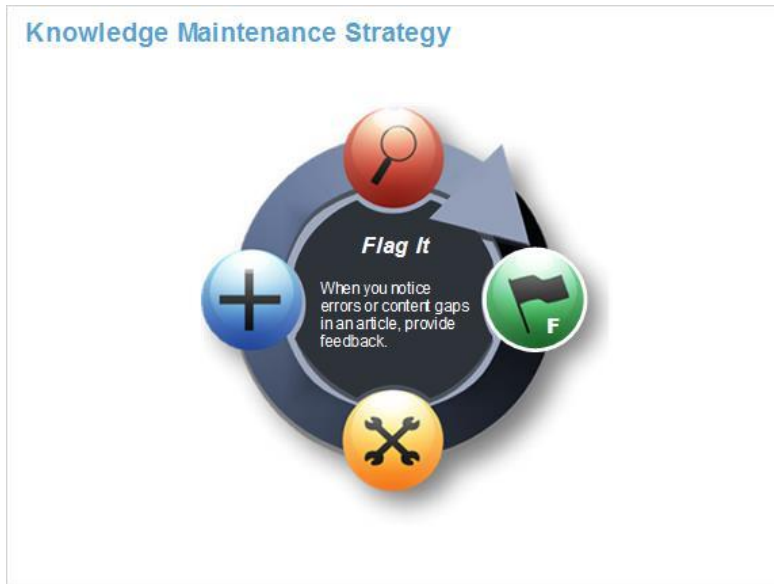 Knowledge Maintenance Strategy
Flag It
When you notice
errors or content gaps
in an article, provide
feedback.
F